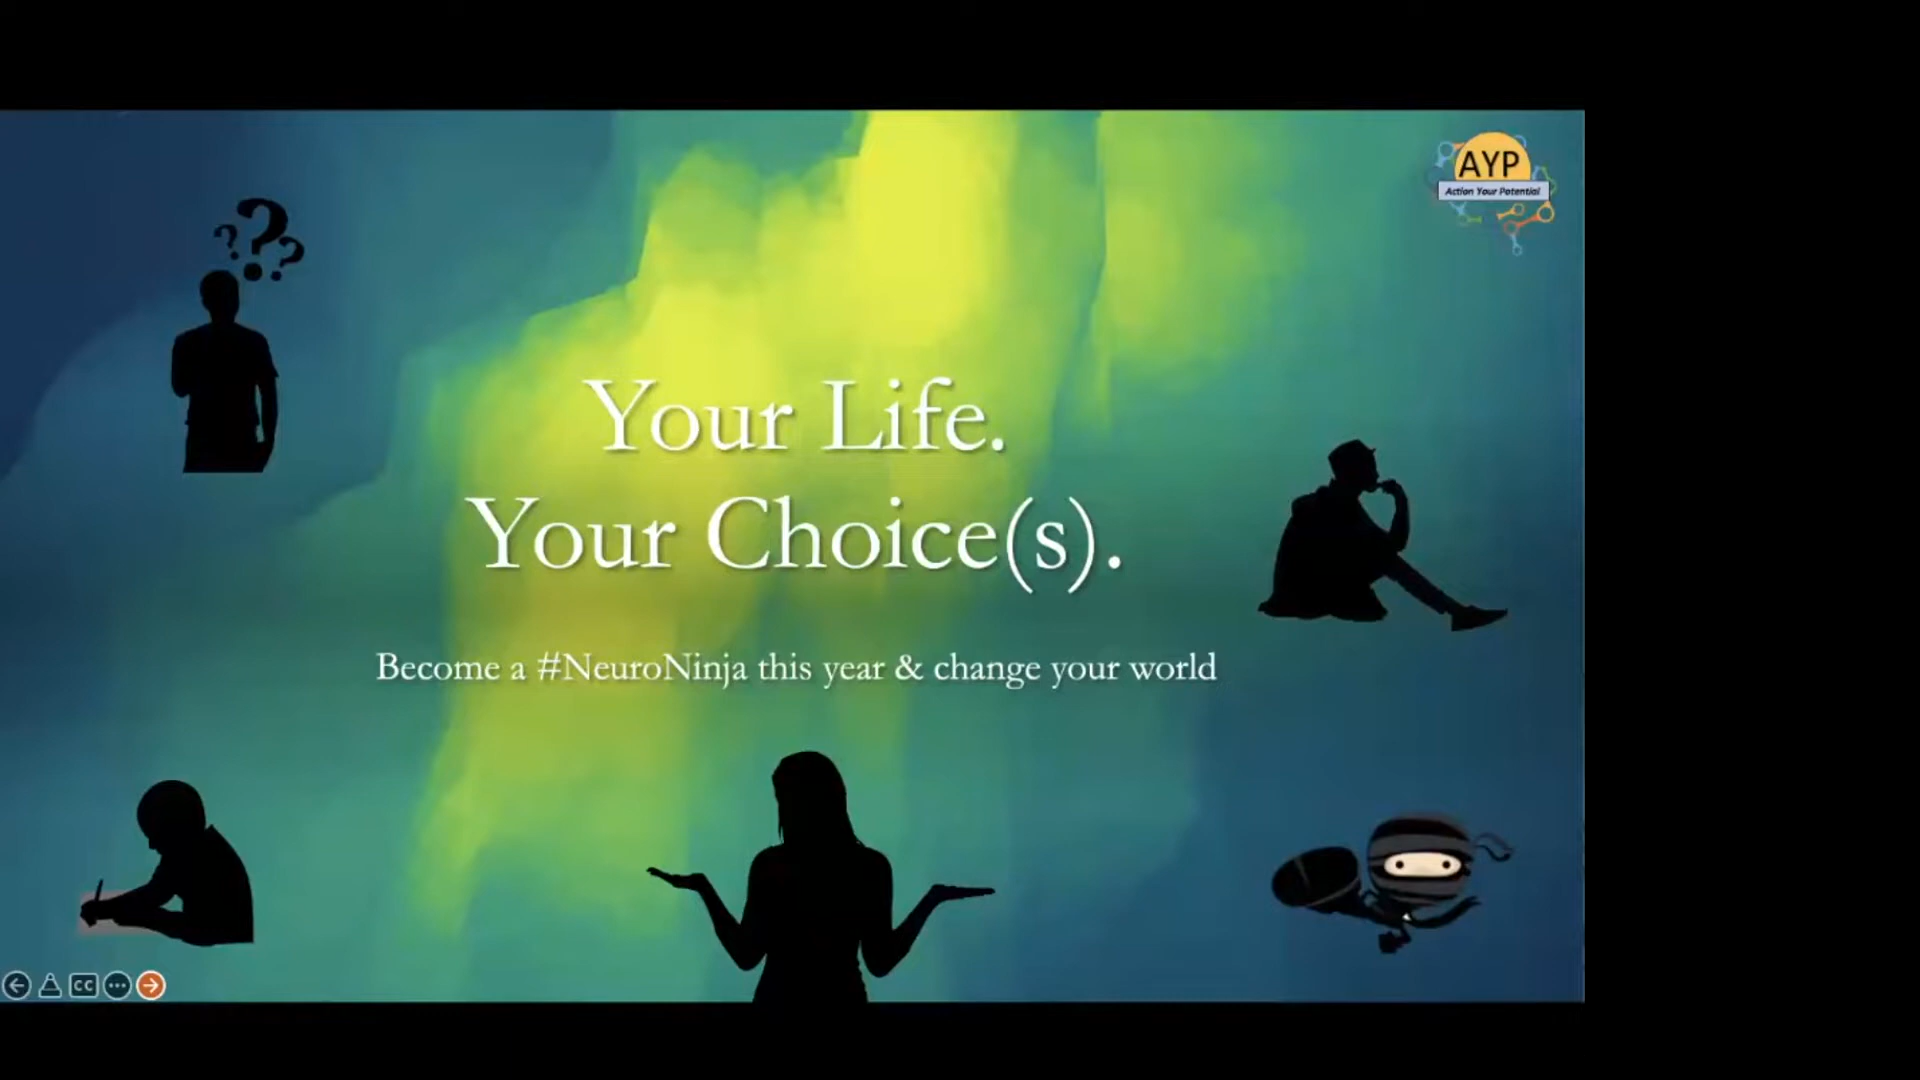 ???
AYP
Action Your Potential
Your Life.
Your Choice(s).
Become a #NeuroNinja this year & change your world
CC